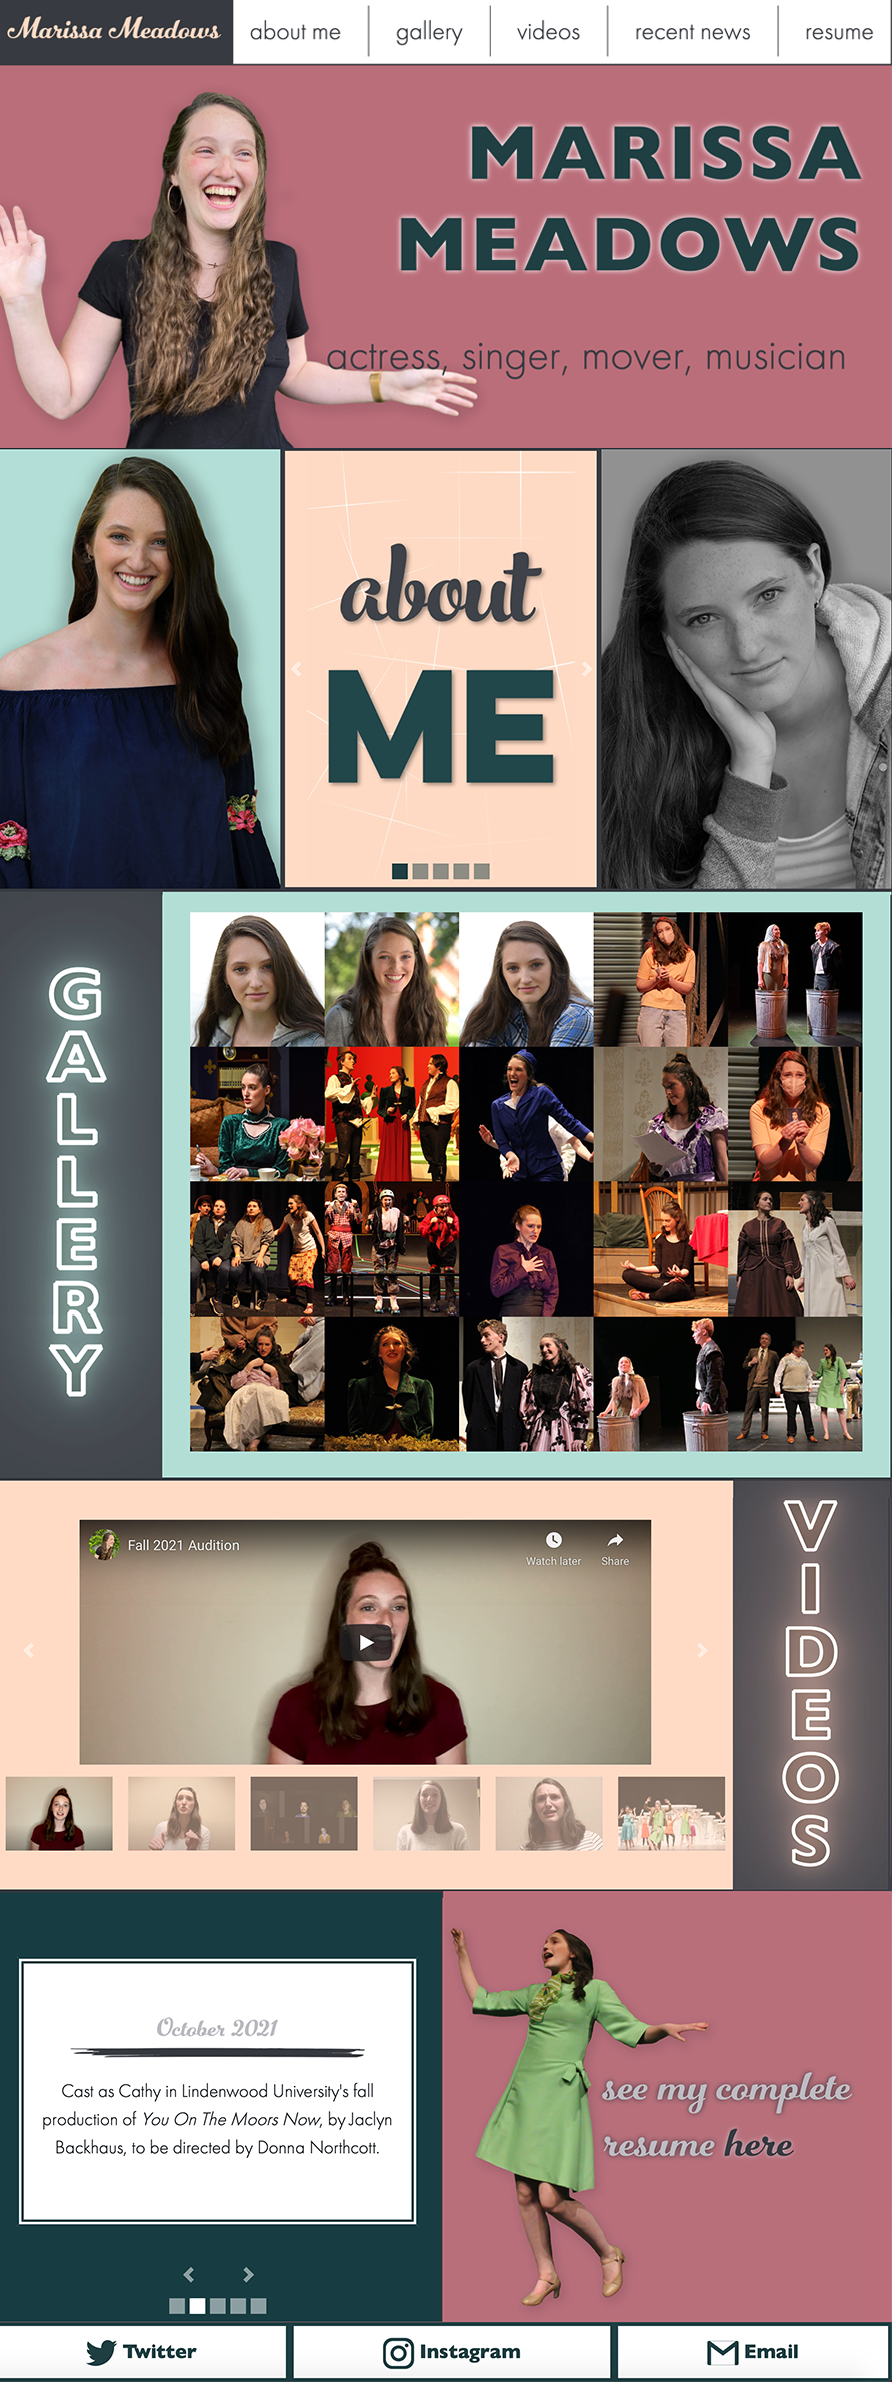 Marissa Meadows
about me
gallery
videos
recent news
resume
MARISSA
MEADOWS
actress, singer, mover, musician
about
ME
GALLERY
Fall 2021 Audition
Watch later
Share
VIDEOS
October 2021
Cast as Cathy in Lindenwood University's fall
production of You On The Moors Now, by Jaclyn
Backhaus, to be directed by Donna Northcott.
see my complete
resume here
Twitter
Instagram
Email